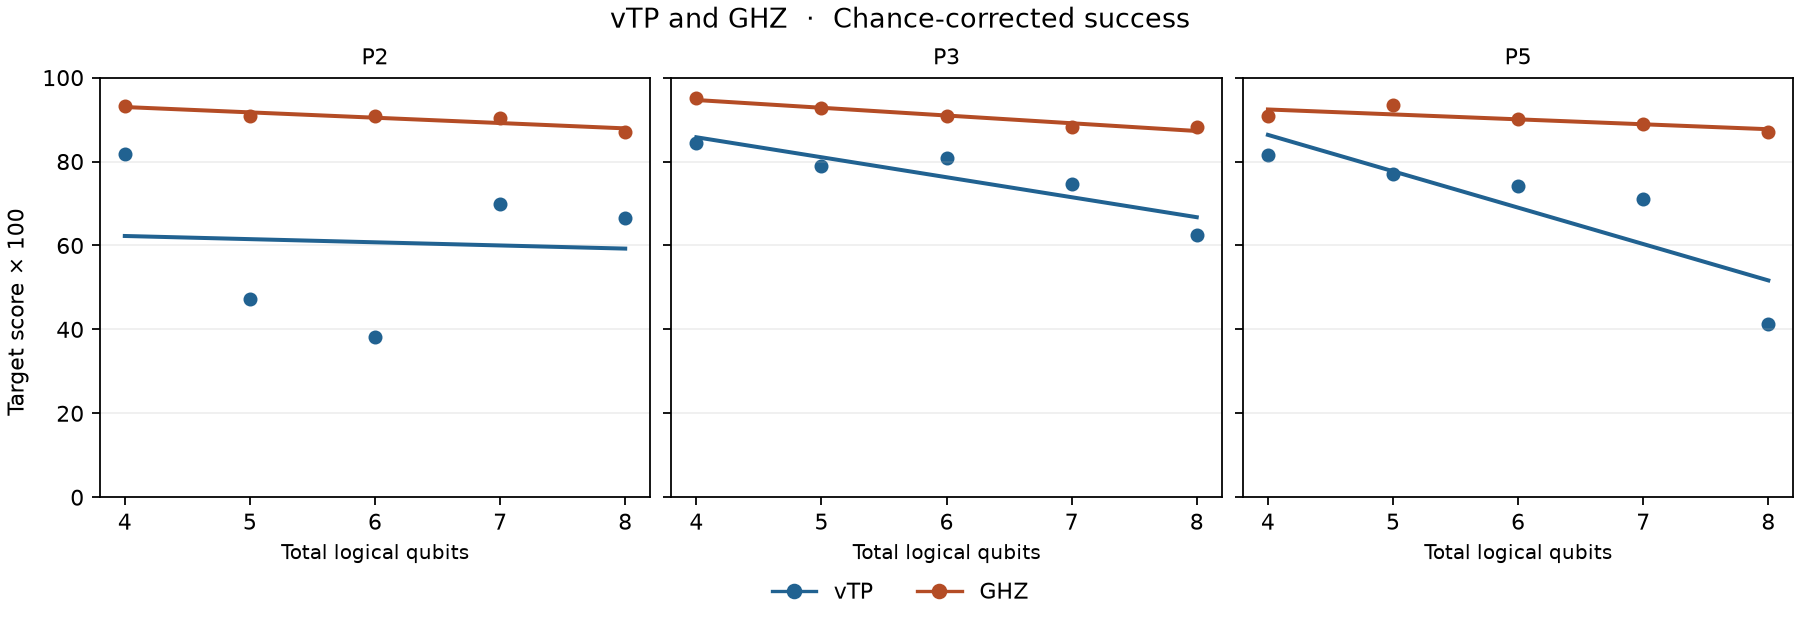 vTP and GHZ · Chance-corrected success
P2
P3
P5
Target score × 100
100
80
60
40
20
0
4 5 6 7 8
4 5 6 7 8
4 5 6 7 8
Total logical qubits
Total logical qubits
Total logical qubits
vTP
GHZ